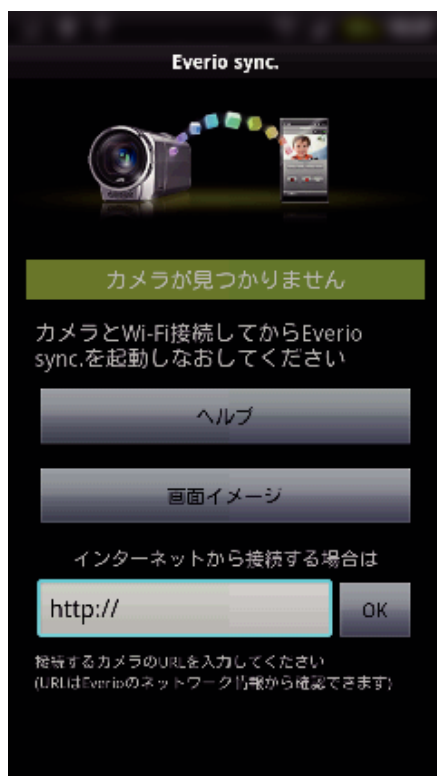 Everio sync.
カメラが見つかりません
カメラとWi-Fi接続してからEverio
sync.を起動しなおしてください
ヘルプ
画面イメージ
インターネットから接続する場合は
http://
OK
接続するカメラのURLを入力してください
(URLはEverioのネットワーク情報から確認できます)